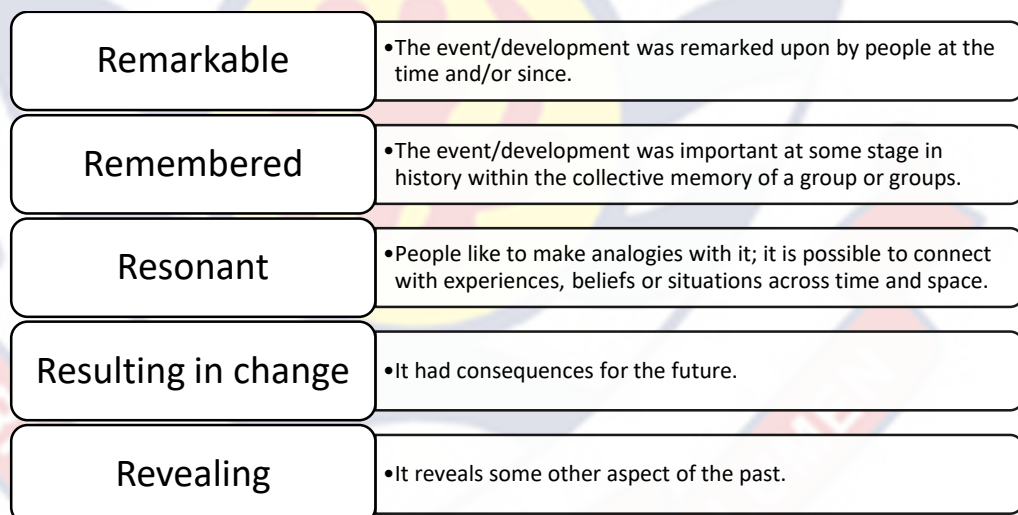 Remarkable
•The event/development was remarked upon by people at the
time and/or since.
Remembered
•The event/development was important at some stage in
history within the collective memory of a group or groups.
Resonant
•People like to make analogies with it; it is possible to connect
with experiences, beliefs or situations across time and space.
Resulting in change
•It had consequences for the future.
Revealing
•It reveals some other aspect of the past.